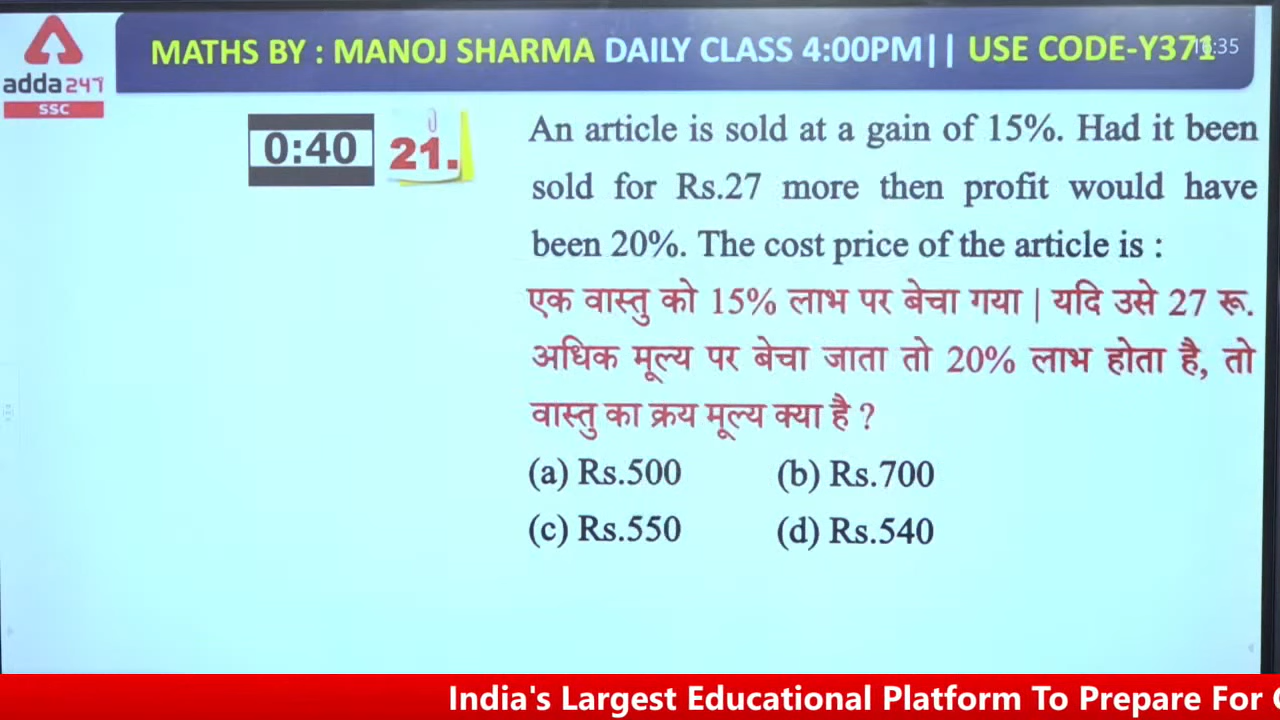 MATHS BY : MANOJ SHARMA DAILY CLASS 4:00PM|| USE CODE-Y371
adda247
SSC
0:40
21.
An article is sold at a gain of 15%. Had it been
sold for Rs.27 more then profit would have
been 20%. The cost price of the article is :
एक वास्तु को 15% लाभ पर बेचा गया | यदि उसे 27 रू.
अधिक मूल्य पर बेचा जाता तो 20% लाभ होता है, तो
वास्तु का क्रय मूल्य क्या है ?
(a) Rs.500 (b) Rs.700
(c) Rs.550 (d) Rs.540
India's Largest Educational Platform To Prepare For